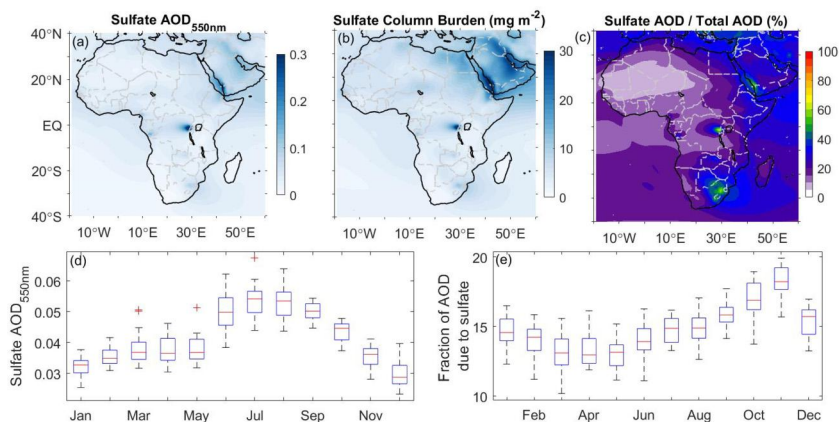 Sulfate AOD550nm
Sulfate Column Burden (mg m-2)
Sulfate AOD / Total AOD (%)
(a)
(b)
(c)
40°N
20°N
EQ
20°S
40°S
10°W 10°E 30°E 50°E
10°W 10°E 30°E 50°E
10°W 10°E 30°E 50°E
0.3
0.2
0.1
0
30
20
10
0
100
80
60
40
20
10
0
(d)
Sulfate AOD550nm
0.06
0.05
0.04
0.03
Jan Mar May Jul Sep Nov
(e)
Fraction of AOD
due to sulfate
20
15
10
Feb Apr Jun Aug Oct Dec